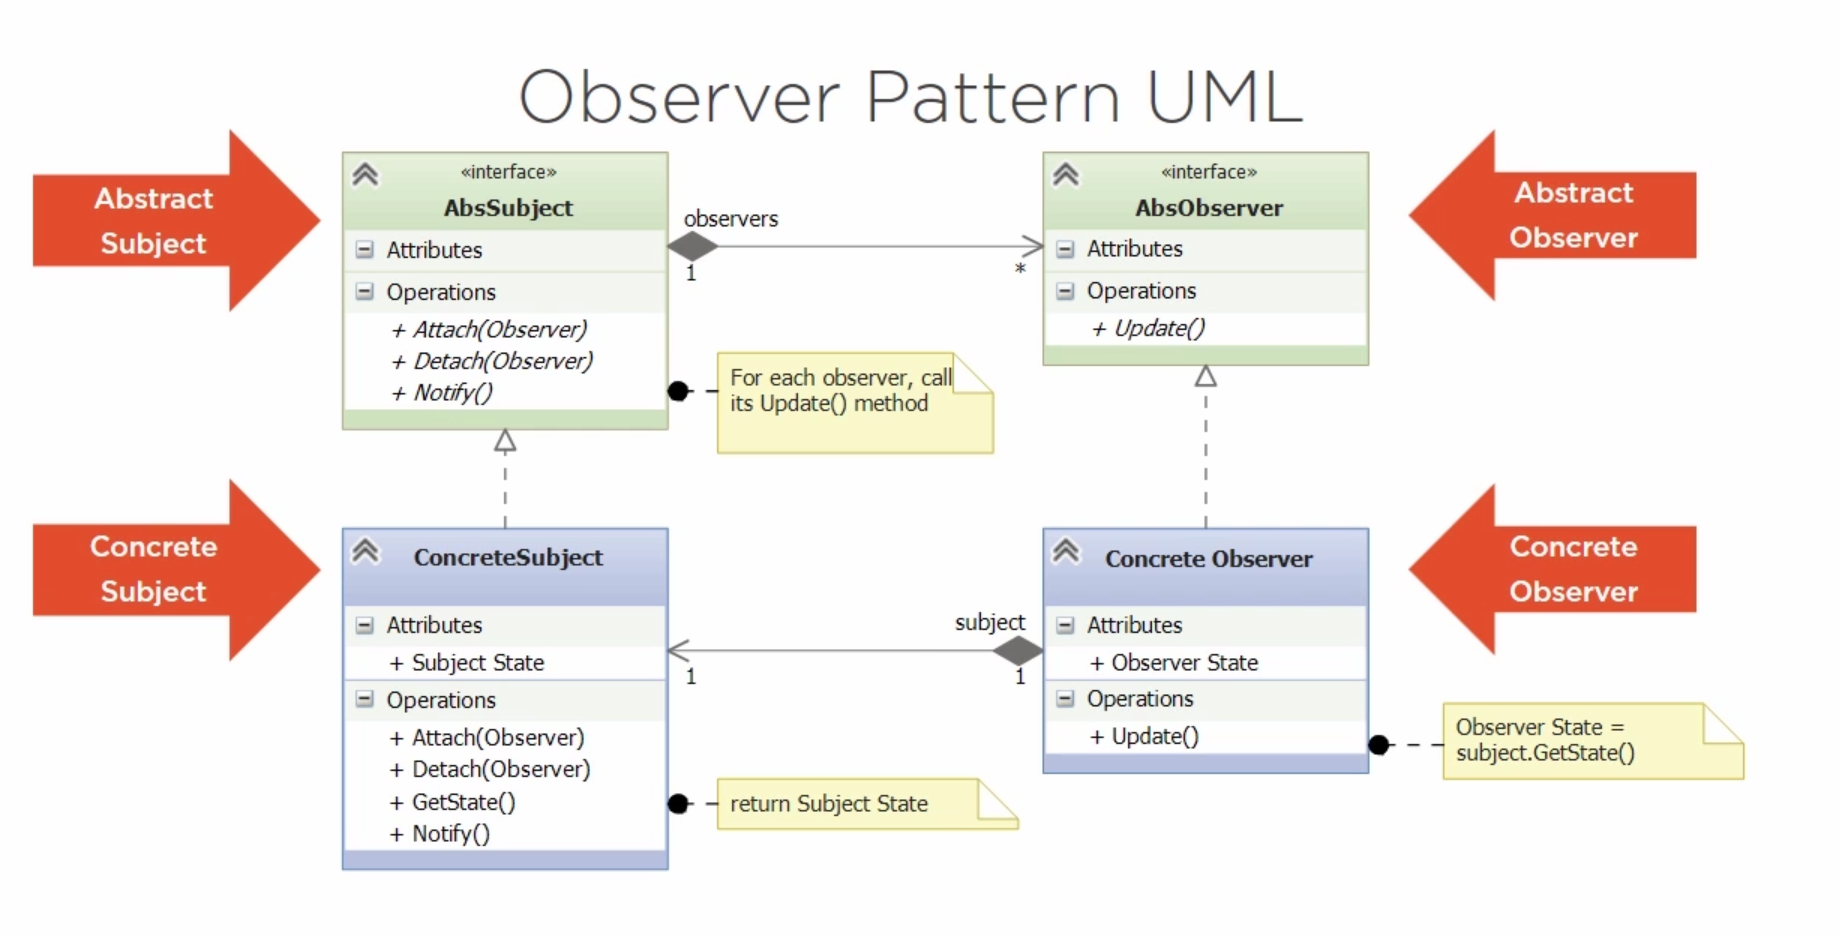 Observer Pattern UML
Abstract
Subject
«interface»
AbsSubject
Attributes
Operations
+ Attach(Observer)
+ Detach(Observer)
+ Notify()
observers
1
*
«interface»
AbsObserver
Attributes
Operations
+ Update()
Abstract
Observer
For each observer, call
its Update() method
Concrete
Subject
ConcreteSubject
Attributes
+ Subject State
Operations
+ Attach(Observer)
+ Detach(Observer)
+ GetState()
+ Notify()
subject
1
1
Concrete Observer
Attributes
+ Observer State
Operations
+ Update()
Concrete
Observer
Observer State =
subject.GetState()
return Subject State